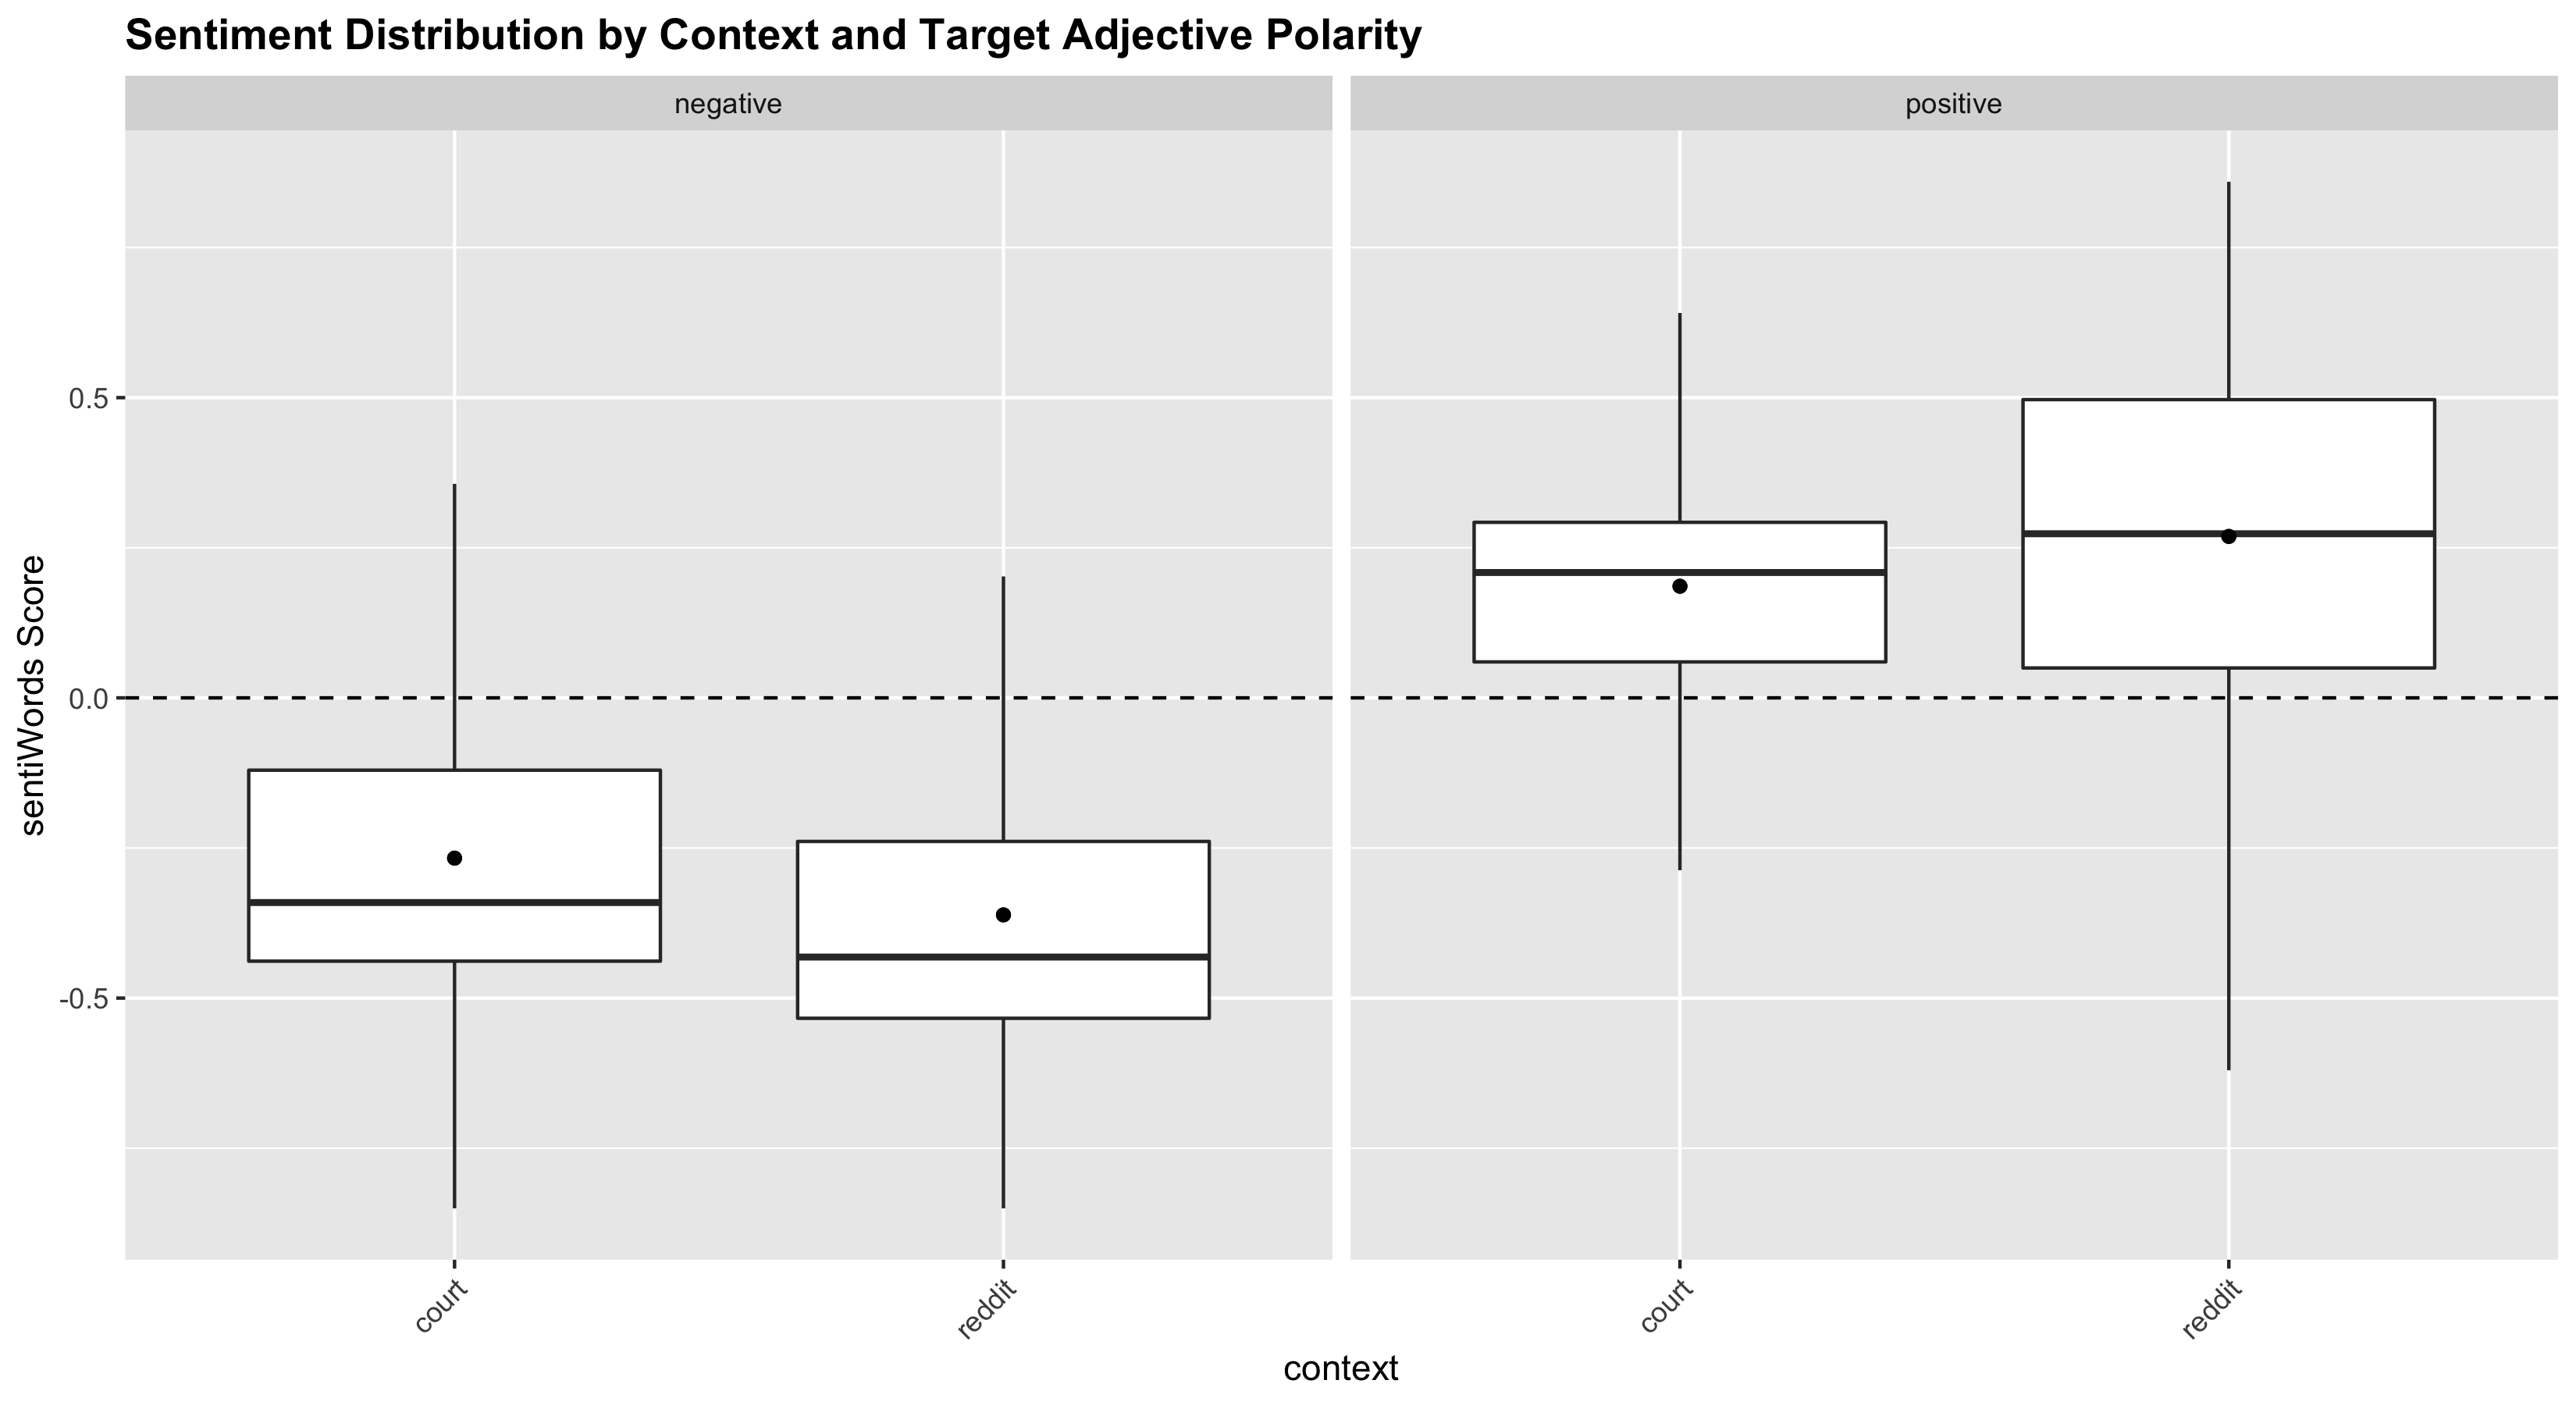 Sentiment Distribution by Context and Target Adjective Polarity
negative
positive
sentiWords Score
0.5
0.0
-0.5
court
reddit
court
reddit
context